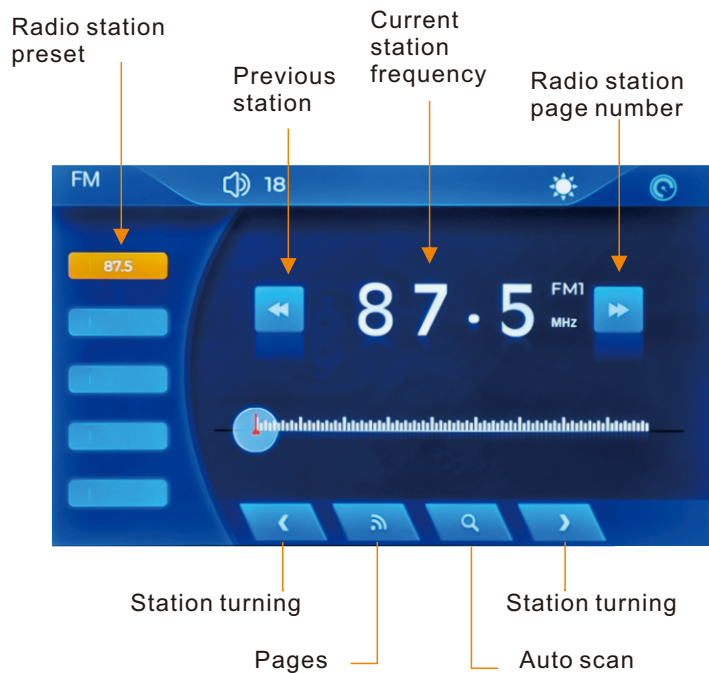 Radio station
preset
Previous
station
Current
station
frequency
Radio station
page number
FM
18
87.5
87.5
FM1
MHz
Station turning
Station turning
Pages
Auto scan